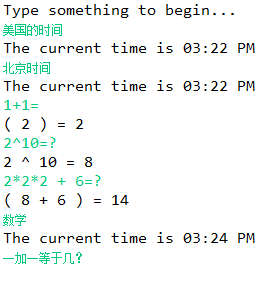 Type something to begin...
美国的时间
The current time is 03:22 PM
北京时间
The current time is 03:22 PM
1+1=
( 2 ) = 2
2^10=?
2 ^ 10 = 8
2*2*2 + 6=?
( 8 + 6 ) = 14
数学
The current time is 03:24 PM
一加一等于几？